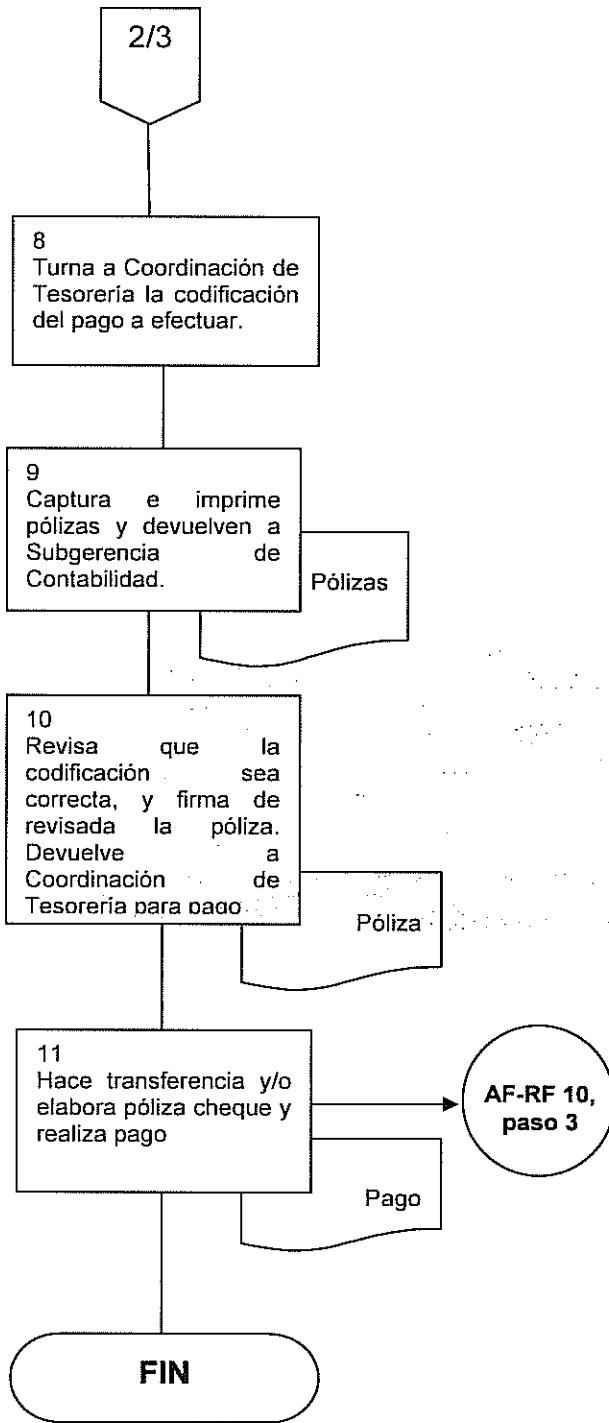 2/3
8
Turna a Coordinación de
Tesorería la codificación
del pago a efectuar.
9
Captura e imprime
pólizas y devuelven a
Subgerencia de
Contabilidad.
Pólizas
10
Revisa que la
codificación sea
correcta, y firma de
revisada la póliza.
Devuelve a
Coordinación de
Tesorería para pago
Póliza
11
Hace transferencia y/o
elabora póliza cheque y
realiza pago
AF-RF 10,
paso 3
Pago
FIN